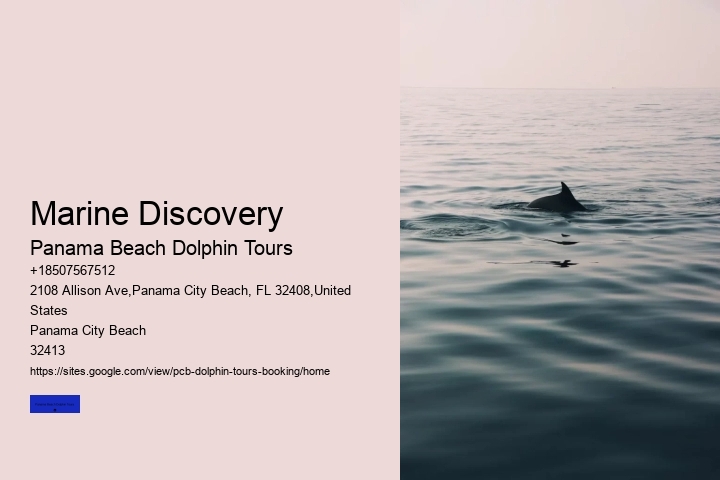 Marine Discovery
Panama Beach Dolphin Tours
+18507567512
2108 Allison Ave,Panama City Beach, FL 32408,United
States
Panama City Beach
32413
https://sites.google.com/view/pcb-dolphin-tours-booking/home